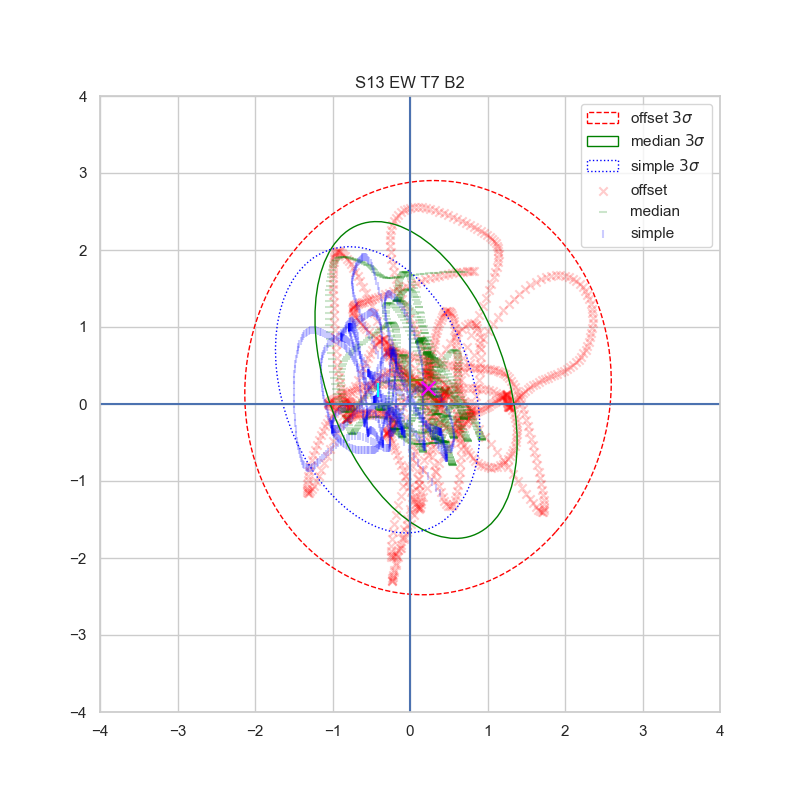 S13 EW T7 B2
4
3
2
1
0
−1
−2
−3
−4
−4
−3
−2
−1
0
1
2
3
4
offset 3σ
median 3σ
simple 3σ
offset
median
simple